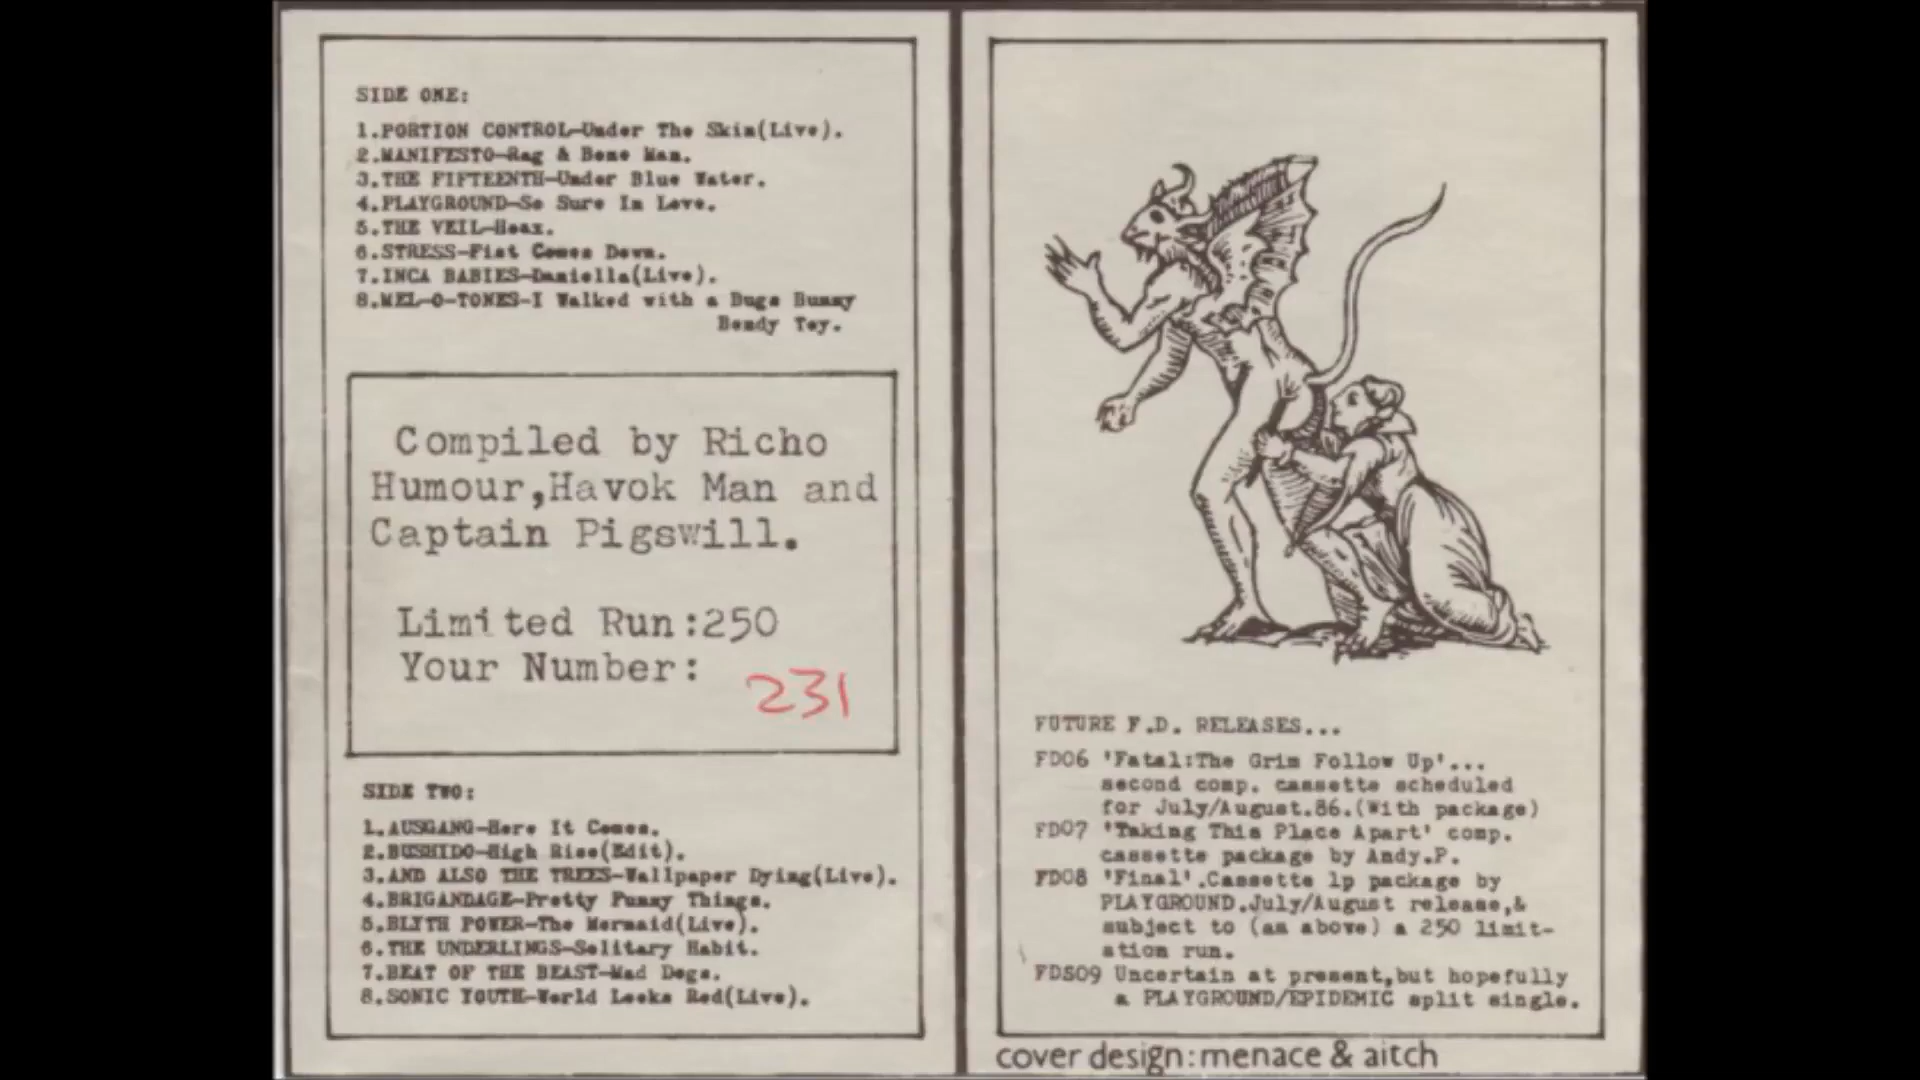 SIDE ONE:
1.PORTION CONTROL-Under The Skin(Live).
2.MANIFESTO-Rag & Bone Man.
3.THE FIFTEENTH-Under Blue Water.
4.PLAYGROUND-So Sure In Love.
5.THE VEIL-Hoax.
6.STRESS-Fist Comes Down.
7.INCA BABIES-Daniella(Live).
8.MEL-O-TONES-I Walked with a Bugs Bunny
Bendy Toy.
Compiled by Richo
Humour,Havok Man and
Captain Pigswill.
Limited Run:250
Your Number:
231
SIDE TWO:
1.AUSGANG-Here It Comes.
2.BUSHIDO-High Rise(Edit).
3.AND ALSO THE TREES-Wallpaper Dying(Live).
4.BRIGANDAGE-Pretty Funny Things.
5.BLYTH POWER-The Mermaid(Live).
6.THE UNDERLINGS-Solitary Habit.
7.BEAT OF THE BEAST-Mad Dogs.
8.SONIC YOUTH-World Looks Red(Live).
FUTURE F.D. RELEASES...
FD06 'Fatal:The Grim Follow Up'...
second comp. cassette scheduled
for July/August.86.(With package)
FD07 'Taking This Place Apart' comp.
cassette package by Andy.P.
FD08 'Final'.Cassette lp package by
PLAYGROUND.July/August release,&
subject to (as above) a 250 limit-
ation run.
FDS09 Uncertain at present,but hopefully
a PLAYGROUND/EPIDEMIC split single.
cover design:menace & aitch